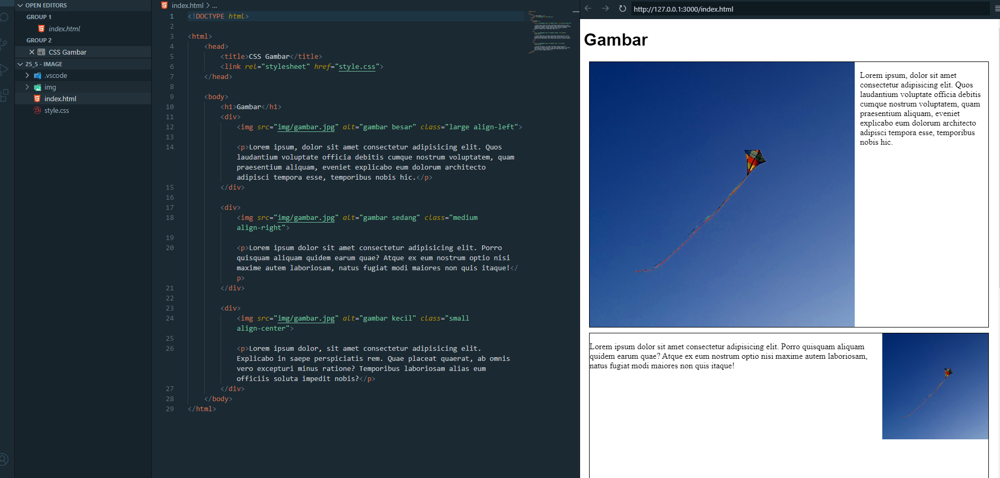 OPEN EDITORS
GROUP 1
index.html
GROUP 2
CSS Gambar
25_5 - IMAGE
.vscode
img
index.html
style.css
index.html > ...
1 <!DOCTYPE html>
2
3 <html>
4 <head>
5 <title>CSS Gambar</title>
6 <link rel="stylesheet" href="style.css">
7 </head>
8
9 <body>
10 <h1>Gambar</h1>
11 <div>
12 <img src="img/gambar.jpg" alt="gambar besar" class="large align-left">
13
14 <p>Lorem ipsum, dolor sit amet consectetur adipisicing elit. Quos
laudantium voluptate officia debitis cumque nostrum voluptatem, quam
praesentium aliquam, eveniet explicabo eum dolorum architecto
adipisci tempora esse, temporibus nobis hic.</p>
15 </div>
16
17 <div>
18 <img src="img/gambar.jpg" alt="gambar sedang" class="medium
align-right">
19
20 <p>Lorem ipsum dolor sit amet consectetur adipisicing elit. Porro
quisquam aliquam quidem earum quae? Atque ex eum nostrum optio nisi
maxime autem laboriosam, natus fugiat modi maiores non quis itaque!</
p>
21 </div>
22
23 <div>
24 <img src="img/gambar.jpg" alt="gambar kecil" class="small
align-center">
25
26 <p>Lorem ipsum dolor, sit amet consectetur adipisicing elit.
Explicabo in saepe perspiciatis rem. Quae placeat quaerat, ab omnis
vero excepturi minus ratione? Temporibus laboriosam alias eum
officiis soluta impedit nobis?</p>
27 </div>
28 </body>
29 </html>
http://127.0.0.1:3000/index.html
Gambar
Lorem ipsum, dolor sit amet
consectetur adipisicing elit. Quos
laudantium voluptate officia debitis
cumque nostrum voluptatem, quam
praesentium aliquam, eveniet
explicabo eum dolorum architecto
adipisci tempora esse, temporibus
nobis hic.
Lorem ipsum dolor sit amet consectetur adipisicing elit. Porro quisquam aliquam
quidem earum quae? Atque ex eum nostrum optio nisi maxime autem laboriosam,
natus fugiat modi maiores non quis itaque!